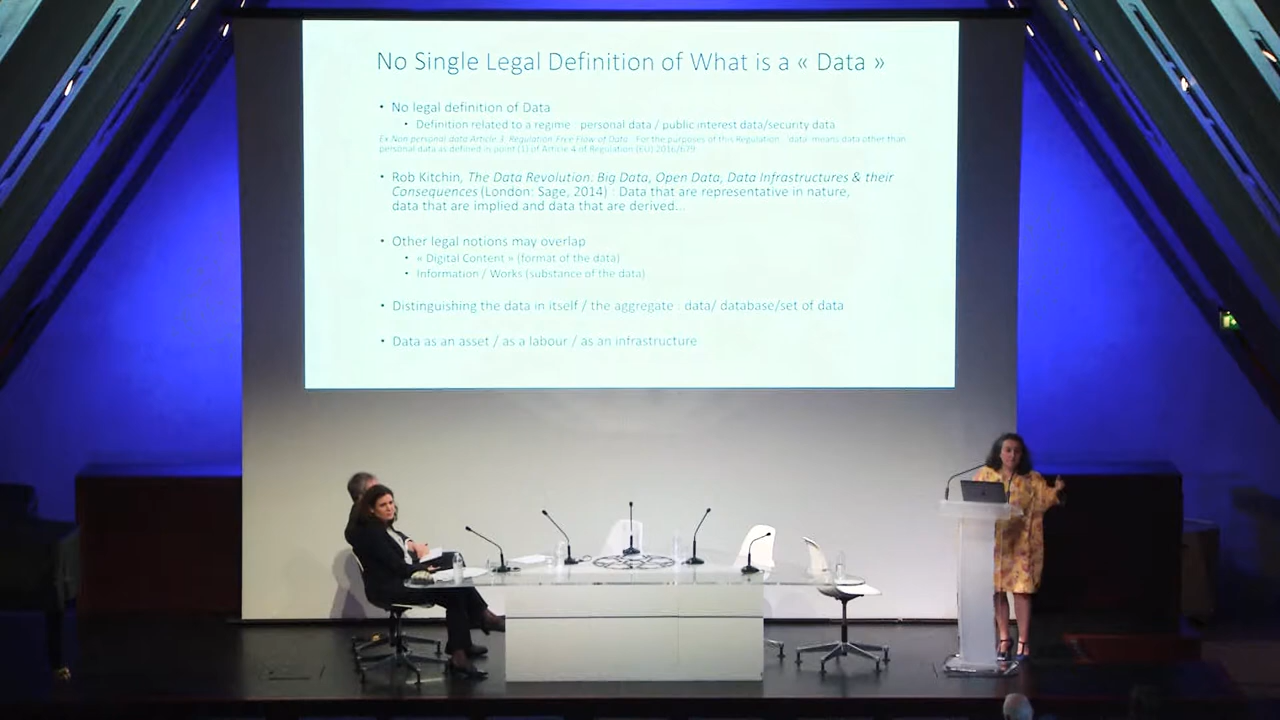 No Single Legal Definition of What is a « Data »
• No legal definition of Data
• Definition related to a regime : personal data / public interest data/security data
Ex Non personal data Article 3. Regulation Free Flow of Data : For the purposes of this Regulation : data means data other than
personal data as defined in point (1) of Article 4 of Regulation (EU) 2016/679
• Rob Kitchin, The Data Revolution. Big Data, Open Data, Data Infrastructures & their
Consequences (London: Sage, 2014) : Data that are representative in nature,
data that are implied and data that are derived...
• Other legal notions may overlap
• « Digital Content » (format of the data)
• Information / Works (substance of the data)
• Distinguishing the data in itself / the aggregate : data/ database/set of data
• Data as an asset / as a labour / as an infrastructure